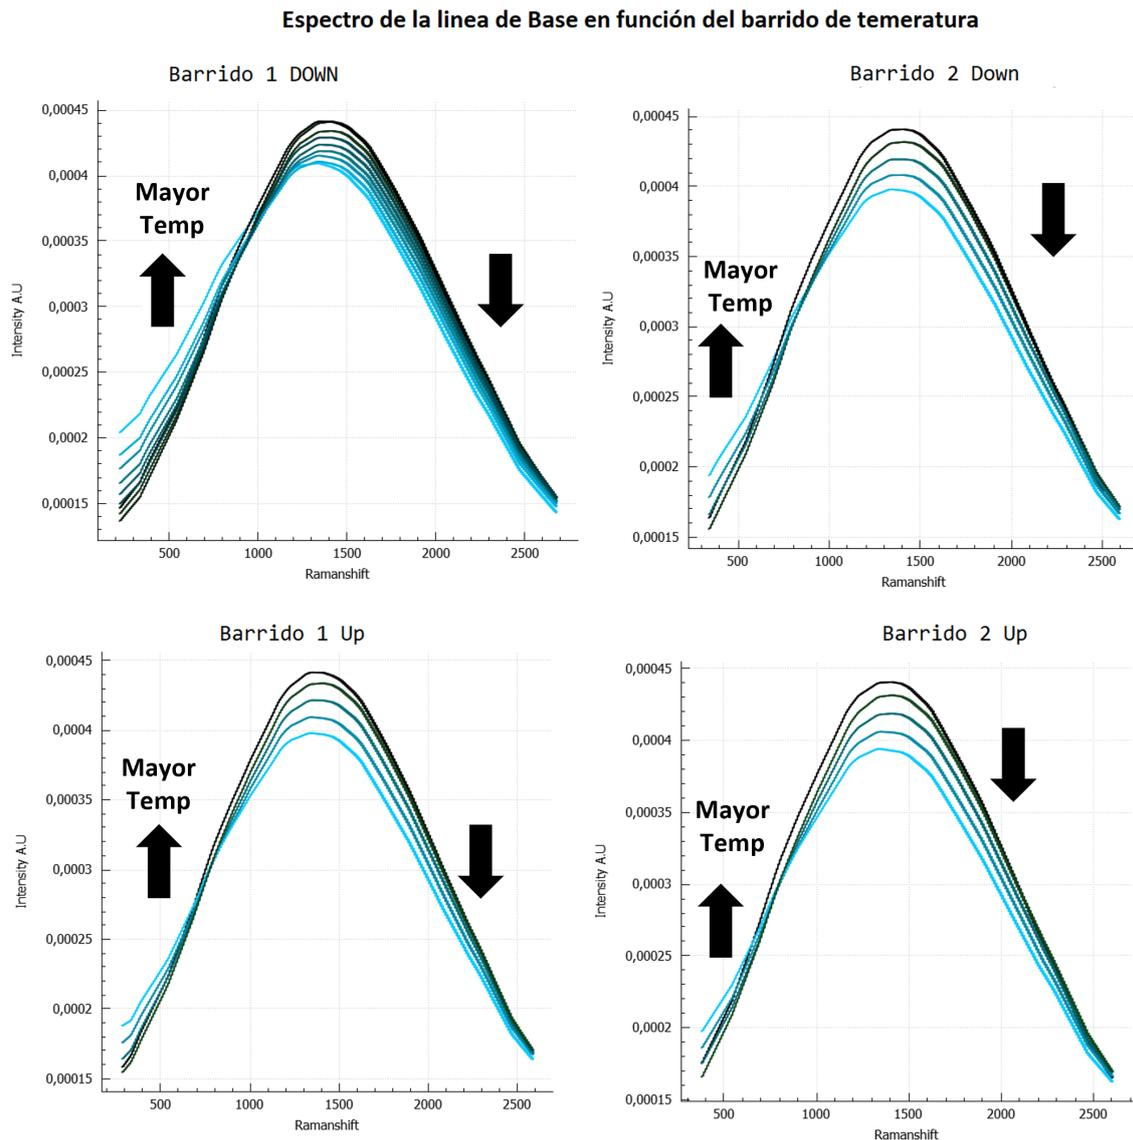 Espectro de la linea de Base en función del barrido de temeratura
Barrido 1 DOWN
0,00045
0,0004
0,00035
0,0003
0,00025
0,0002
0,00015
Intensity A.U
Mayor
Temp
500
1000
1500
2000
2500
Ramanshift
Barrido 2 Down
0,00045
0,0004
0,00035
0,0003
0,00025
0,0002
0,00015
Intensity A.U
Mayor
Temp
500
1000
1500
2000
2500
Ramanshift
Barrido 1 Up
0,00045
0,0004
0,00035
0,0003
0,00025
0,0002
0,00015
Intensity A.U
Mayor
Temp
500
1000
1500
2000
2500
Ramanshift
Barrido 2 Up
0,00045
0,0004
0,00035
0,0003
0,00025
0,0002
0,00015
Intensity A.U
Mayor
Temp
500
1000
1500
2000
2500
Ramanshift